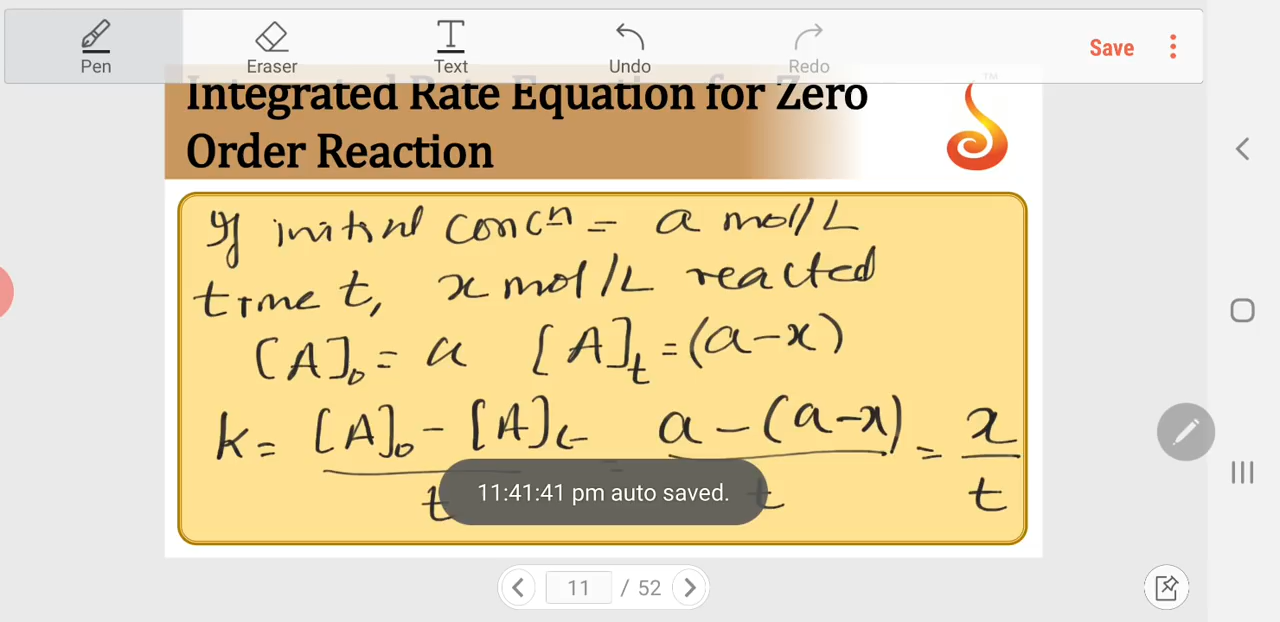 Pen Eraser Text Undo Redo Save
TM
Integrated Rate Equation for Zero
Order Reaction
If initial concn = a mol/L
time t, x mol/L reacted
[A]₀ = a [A]t = (a-x)
k = [A]₀ - [A]t / t = a - (a-x) / t = x / t
11:41:41 pm auto saved.
11 / 52